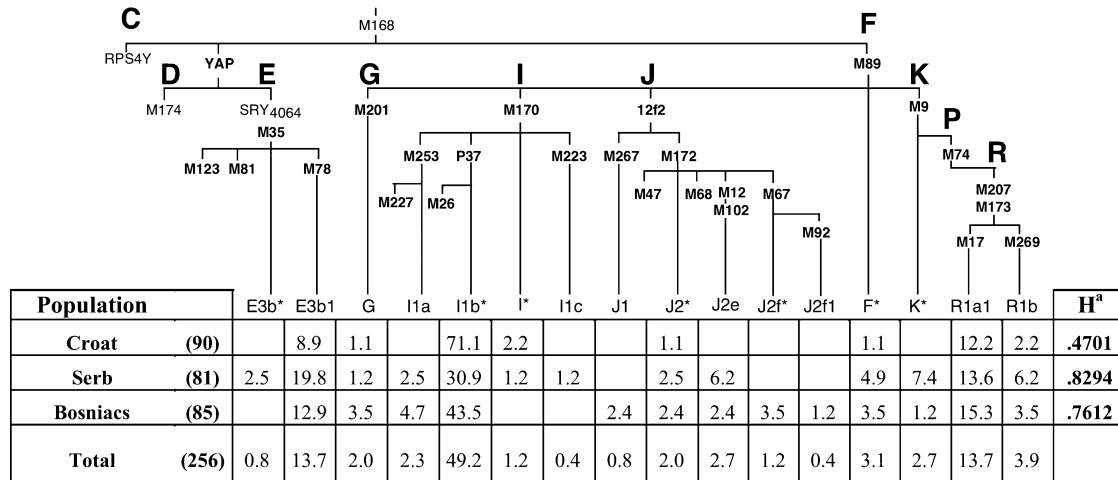 C F
M168
RPS4Y YAP M89
D E G I J K
M174 SRY4064 M201 M170 12f2 M9
M35 P
M123 M81 M78 M253 P37 M223 M267 M172 M74 R
M227 M26 M47 M68 M12 M67 M207
M102 M173
M92 M17 M269
Population E3b* E3b1 G I1a I1b* I* I1c J1 J2* J2e J2f* J2f1 F* K* R1a1 R1b Hª
Croat (90) 8.9 1.1 71.1 2.2 1.1 1.1 12.2 2.2 .4701
Serb (81) 2.5 19.8 1.2 2.5 30.9 1.2 1.2 2.5 6.2 4.9 7.4 13.6 6.2 .8294
Bosniacs (85) 12.9 3.5 4.7 43.5 2.4 2.4 2.4 3.5 1.2 3.5 1.2 15.3 3.5 .7612
Total (256) 0.8 13.7 2.0 2.3 49.2 1.2 0.4 0.8 2.0 2.7 1.2 0.4 3.1 2.7 13.7 3.9